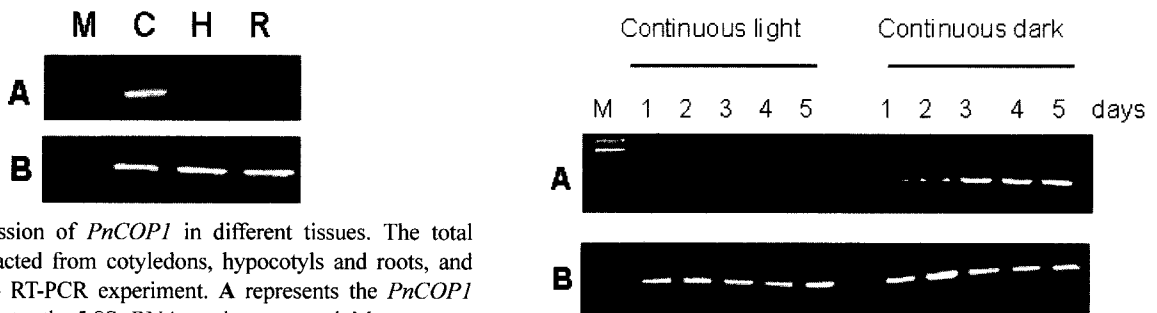 M C H R
A
B
ssion of PnCOP1 in different tissues. The total
acted from cotyledons, hypocotyls and roots, and
RT-PCR experiment. A represents the PnCOP1
Continuous light Continuous dark
M 1 2 3 4 5 1 2 3 4 5 days
A
B